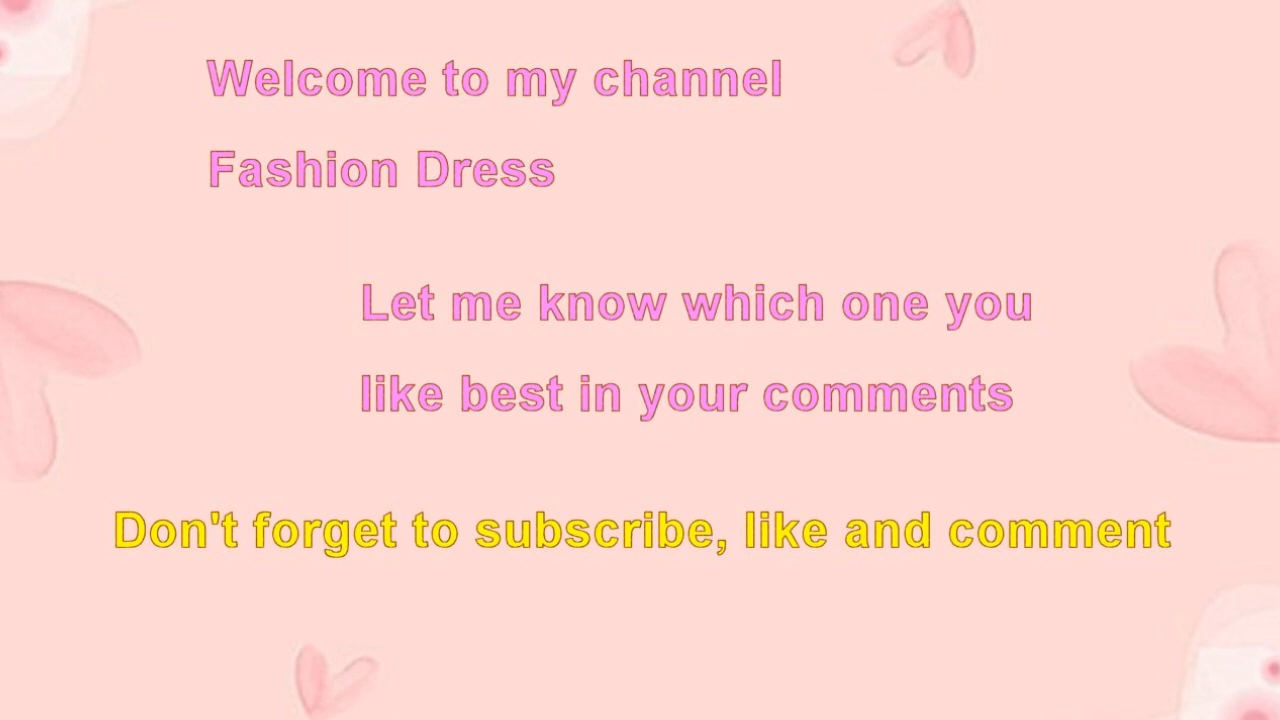 Welcome to my channel
Fashion Dress
Let me know which one you
like best in your comments
Don't forget to subscribe, like and comment